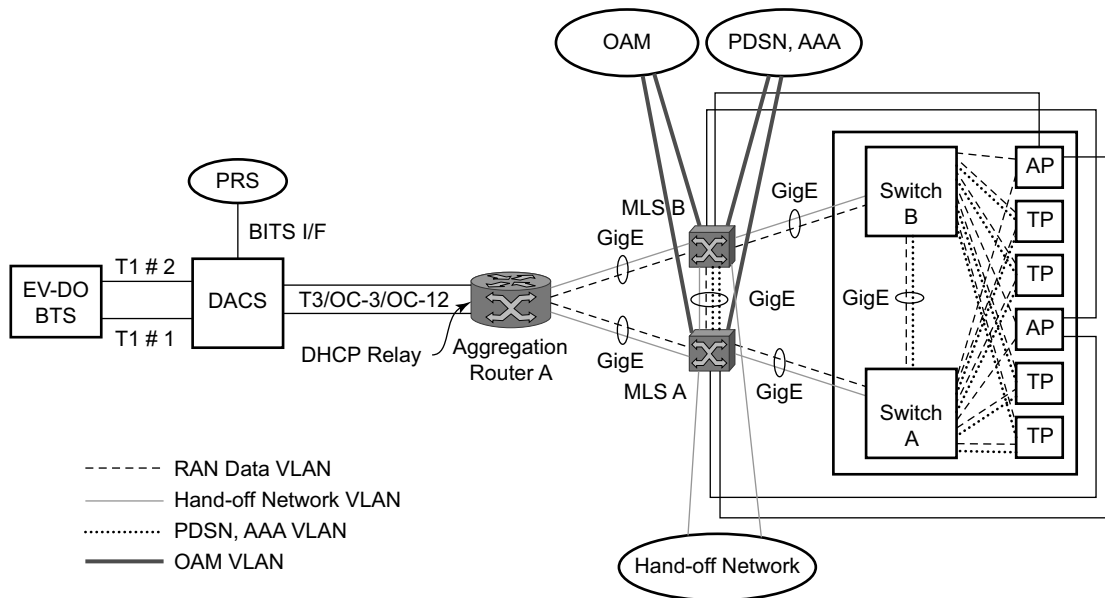 OAM
PDSN, AAA
PRS
BITS I/F
EV-DO
BTS
T1 # 2
T1 # 1
DACS
T3/OC-3/OC-12
DHCP Relay
Aggregation
Router A
GigE
GigE
MLS B
MLS A
GigE
GigE
GigE
GigE
Switch
B
Switch
A
AP
TP
TP
AP
TP
TP
RAN Data VLAN
Hand-off Network VLAN
PDSN, AAA VLAN
OAM VLAN
Hand-off Network